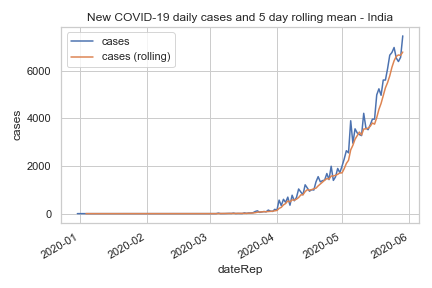 New COVID-19 daily cases and 5 day rolling mean - India
cases
cases (rolling)
6000
4000
2000
0
cases
2020-01
2020-02
2020-03
2020-04
2020-05
2020-06
dateRep